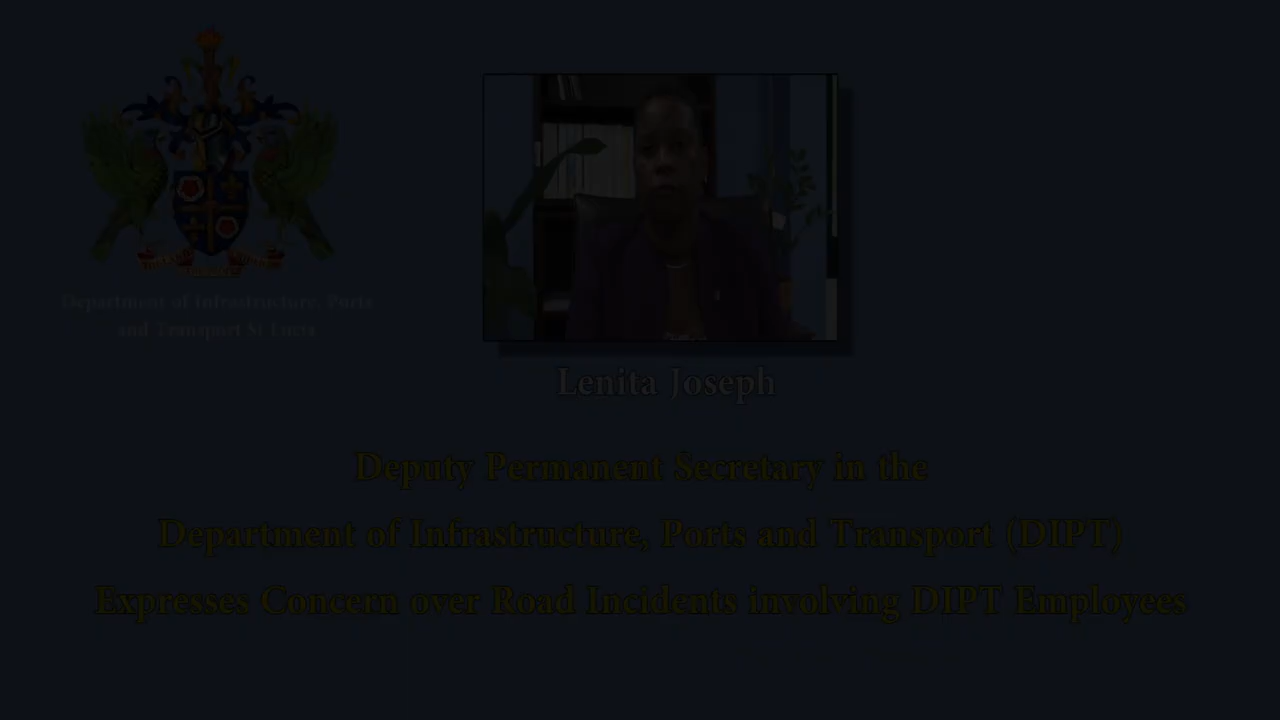 Department of Infrastructure, Ports
and Transport St Lucia
Lenita Joseph
Deputy Permanent Secretary in the
Department of Infrastructure, Ports and Transport (DIPT)
Expresses Concern over Road Incidents involving DIPT Employees